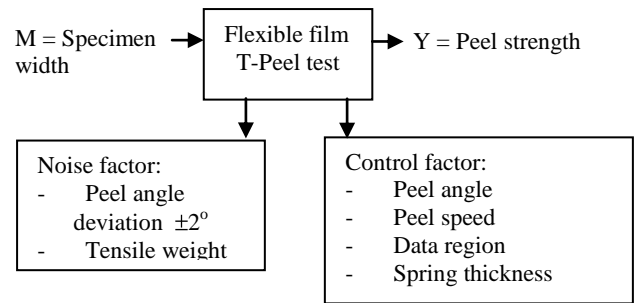 M = Specimen
width
Flexible film
T-Peel test
Y = Peel strength
Noise factor:
- Peel angle
deviation ±2°
- Tensile weight
Control factor:
- Peel angle
- Peel speed
- Data region
- Spring thickness